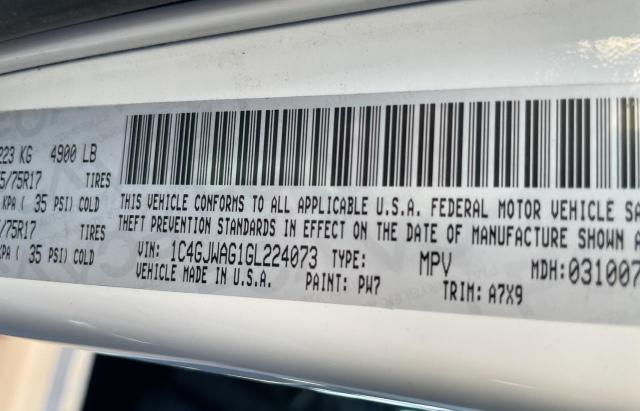 223 KG 4900 LB
5/75R17 TIRES
KPA ( 35 PSI) COLD
/75R17 TIRES
KPA ( 35 PSI) COLD
THIS VEHICLE CONFORMS TO ALL APPLICABLE U.S.A. FEDERAL MOTOR VEHICLE SA
THEFT PREVENTION STANDARDS IN EFFECT ON THE DATE OF MANUFACTURE SHOWN A
VIN: 1C4GJWAG1GL224073 TYPE: MPV MDH:031007
VEHICLE MADE IN U.S.A. PAINT: PW7 TRIM: A7X9